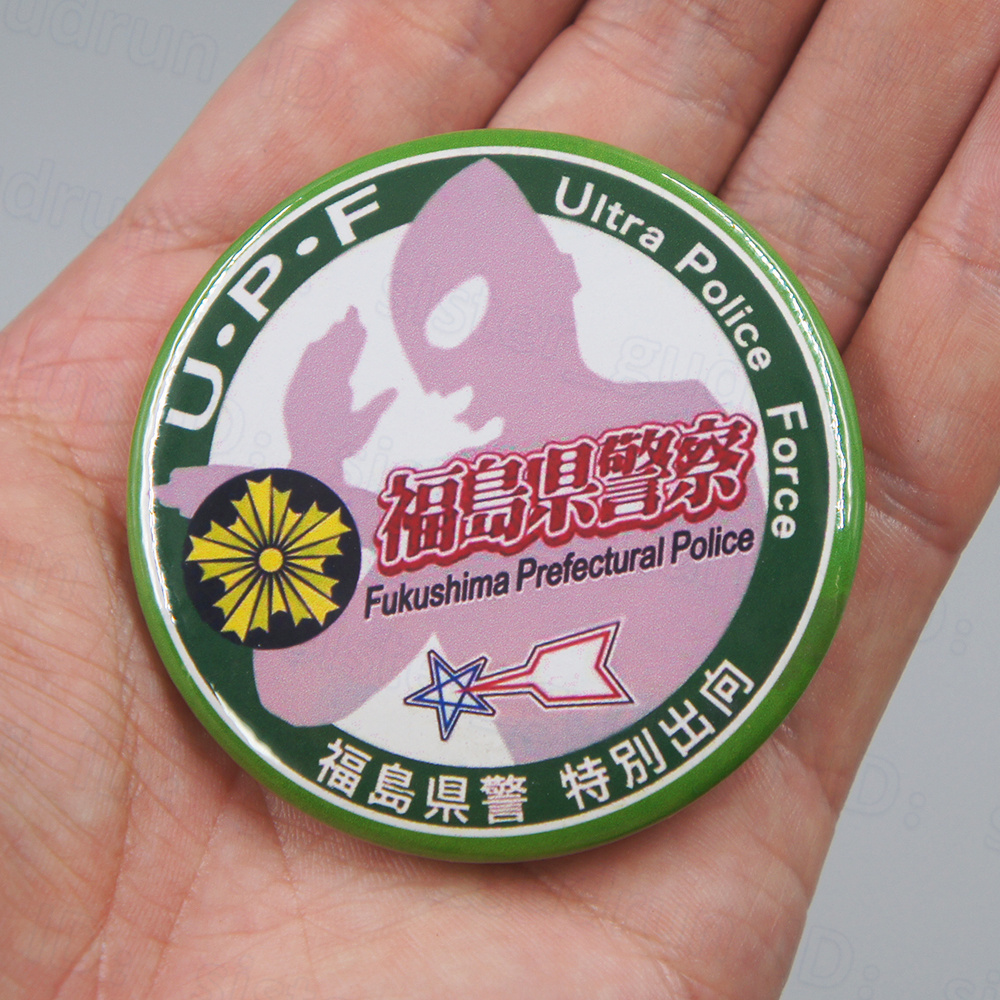 U•P•F
Ultra Police Force
福島県警察
Fukushima Prefectural Police
福島県警 特別出向